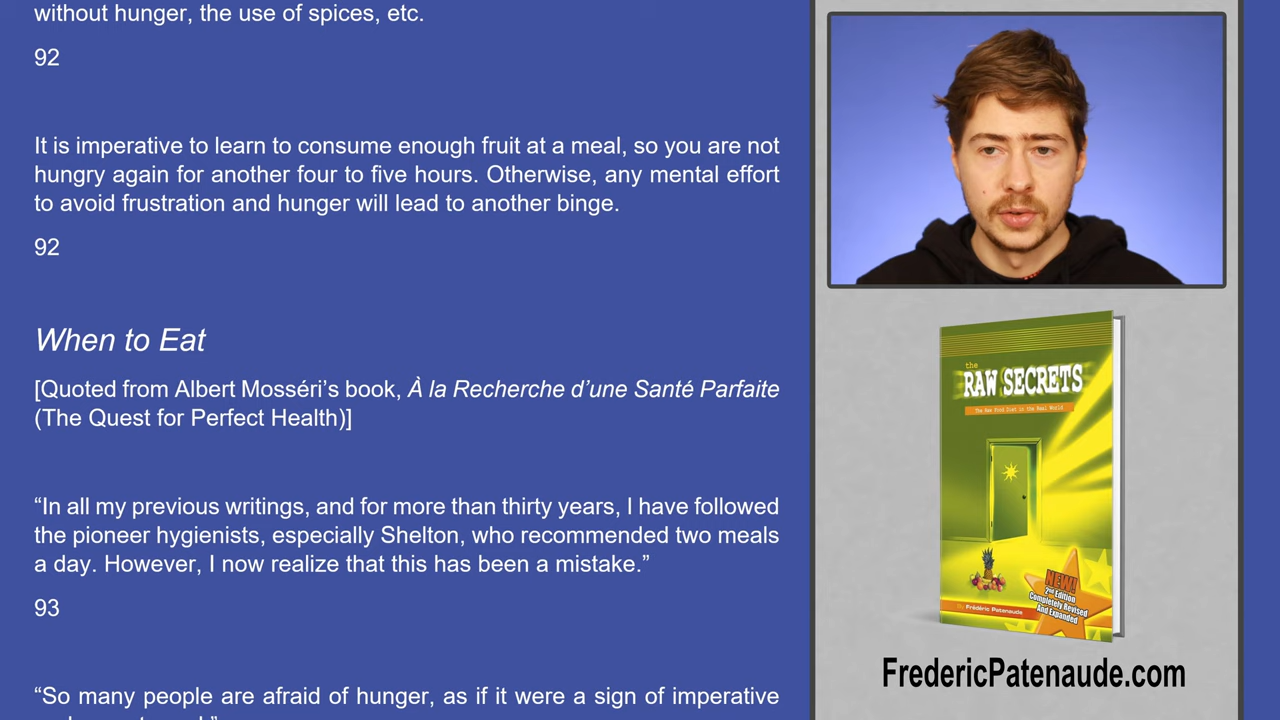 without hunger, the use of spices, etc.
92
It is imperative to learn to consume enough fruit at a meal, so you are not
hungry again for another four to five hours. Otherwise, any mental effort
to avoid frustration and hunger will lead to another binge.
92
When to Eat
[Quoted from Albert Mosséri’s book, À la Recherche d’une Santé Parfaite
(The Quest for Perfect Health)]
“In all my previous writings, and for more than thirty years, I have followed
the pioneer hygienists, especially Shelton, who recommended two meals
a day. However, I now realize that this has been a mistake.”
93
“So many people are afraid of hunger, as if it were a sign of imperative
the
RAW SECRETS
The Raw Food Diet in the Real World
NEW!
2nd Edition
Completely Revised
And Expanded
By Frédéric Patenaude
FredericPatenaude.com